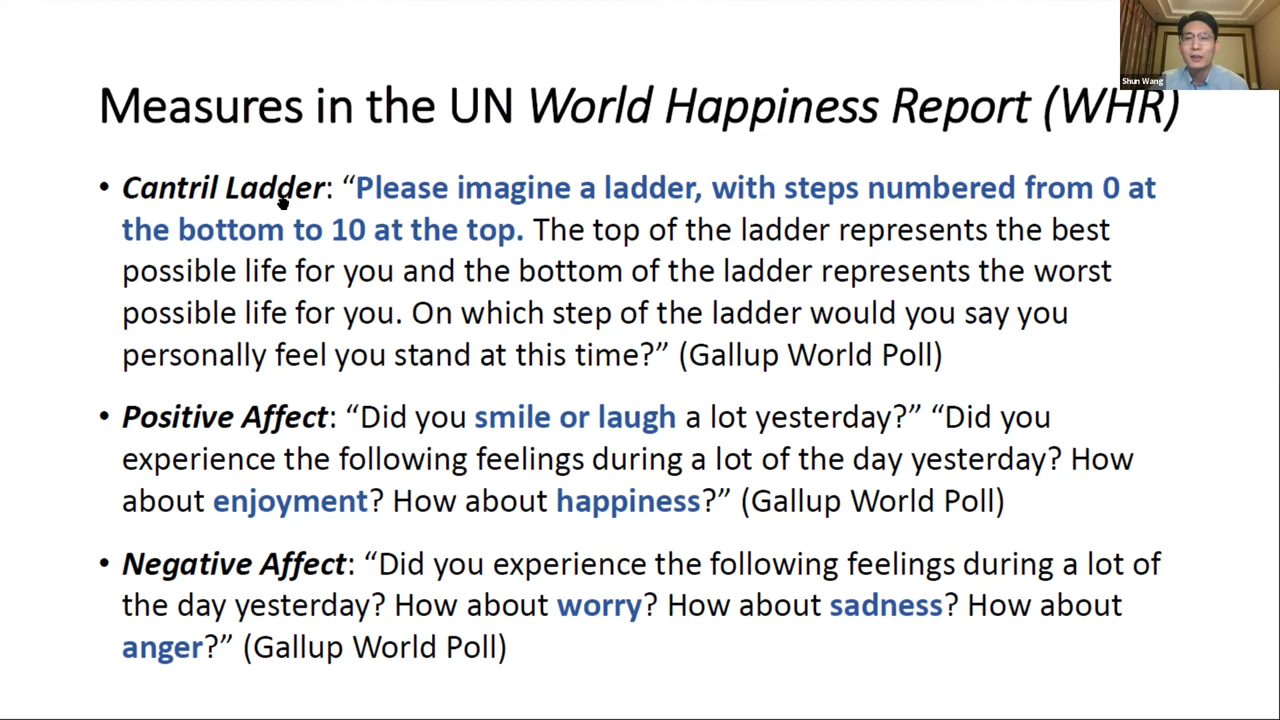 Shun Wang
Measures in the UN World Happiness Report (WHR)
• Cantril Ladder: “Please imagine a ladder, with steps numbered from 0 at
the bottom to 10 at the top. The top of the ladder represents the best
possible life for you and the bottom of the ladder represents the worst
possible life for you. On which step of the ladder would you say you
personally feel you stand at this time?” (Gallup World Poll)
• Positive Affect: “Did you smile or laugh a lot yesterday?” “Did you
experience the following feelings during a lot of the day yesterday? How
about enjoyment? How about happiness?” (Gallup World Poll)
• Negative Affect: “Did you experience the following feelings during a lot of
the day yesterday? How about worry? How about sadness? How about
anger?” (Gallup World Poll)